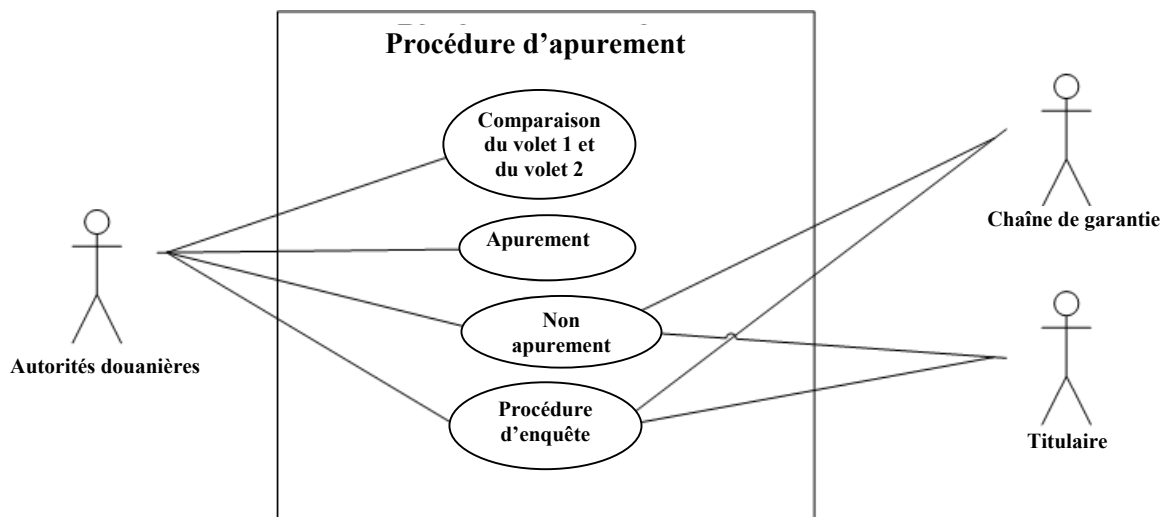 Procédure d’apurement
Comparaison
du volet 1 et
du volet 2
Apurement
Non
apurement
Procédure
d’enquête
Autorités douanières
Chaîne de garantie
Titulaire